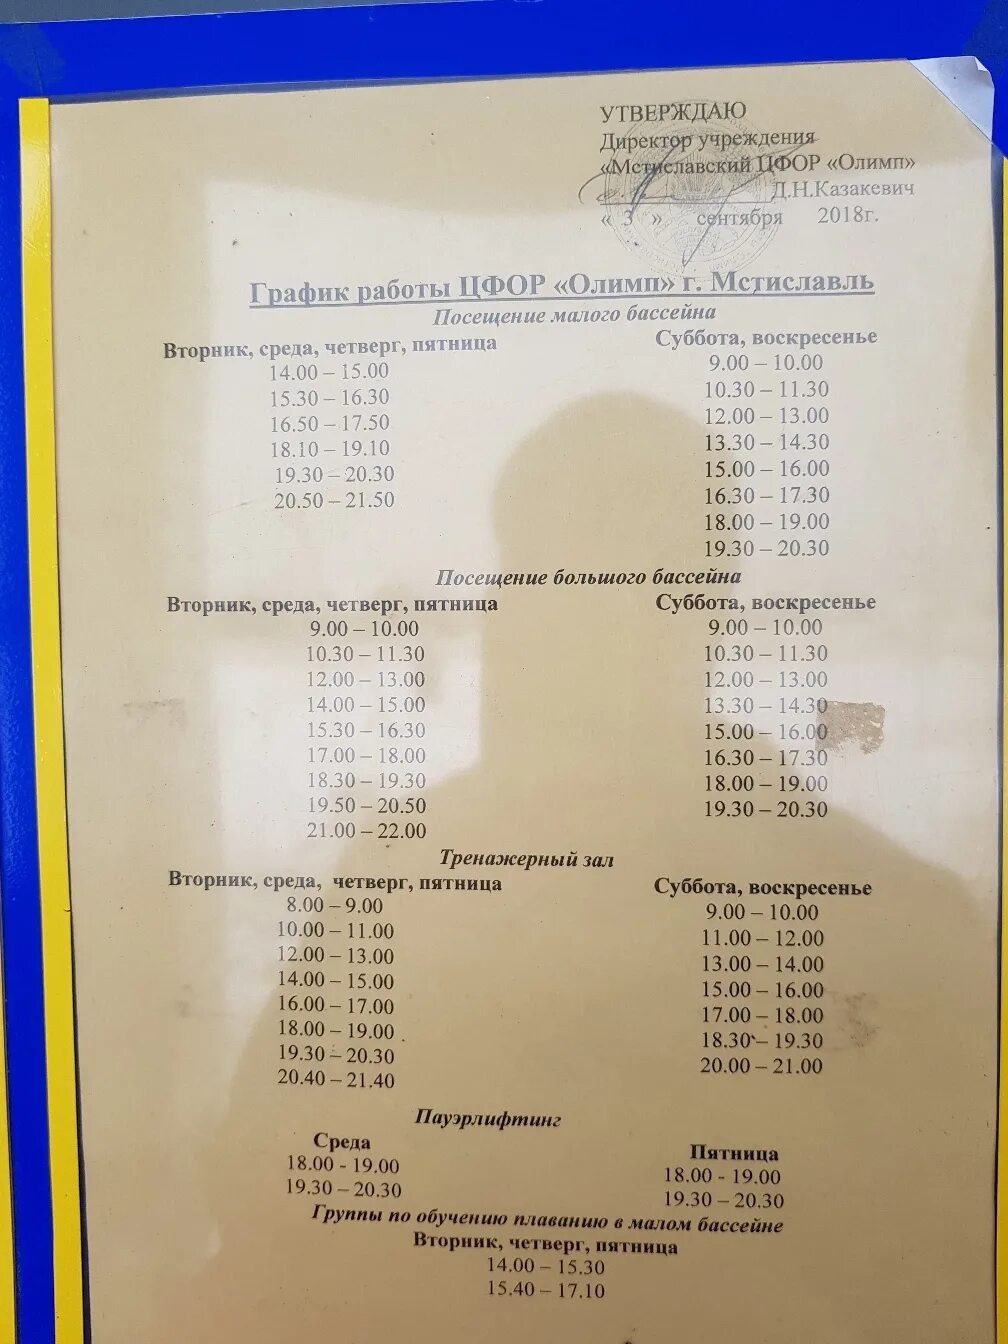 УТВЕРЖДАЮ
Директор учреждения
«Мстиславский ЦФОР «Олимп»
Д.Н.Казакевич
« 3 » сентября 2018г.
График работы ЦФОР «Олимп» г. Мстиславль
Посещение малого бассейна
Вторник, среда, четверг, пятница
14.00 – 15.00
15.30 – 16.30
16.50 – 17.50
18.10 – 19.10
19.30 – 20.30
20.50 – 21.50
Суббота, воскресенье
9.00 – 10.00
10.30 – 11.30
12.00 – 13.00
13.30 – 14.30
15.00 – 16.00
16.30 – 17.30
18.00 – 19.00
19.30 – 20.30
Посещение большого бассейна
Вторник, среда, четверг, пятница
9.00 – 10.00
10.30 – 11.30
12.00 – 13.00
14.00 – 15.00
15.30 – 16.30
17.00 – 18.00
18.30 – 19.30
19.50 – 20.50
21.00 – 22.00
Суббота, воскресенье
9.00 – 10.00
10.30 – 11.30
12.00 – 13.00
13.30 – 14.30
15.00 – 16.00
16.30 – 17.30
18.00 – 19.00
19.30 – 20.30
Тренажерный зал
Вторник, среда, четверг, пятница
8.00 – 9.00
10.00 – 11.00
12.00 – 13.00
14.00 – 15.00
16.00 – 17.00
18.00 – 19.00
19.30 – 20.30
20.40 – 21.40
Суббота, воскресенье
9.00 – 10.00
11.00 – 12.00
13.00 – 14.00
15.00 – 16.00
17.00 – 18.00
18.30 – 19.30
20.00 – 21.00
Пауэрлифтинг
Среда
18.00 - 19.00
19.30 – 20.30
Пятница
18.00 - 19.00
19.30 – 20.30
Группы по обучению плаванию в малом бассейне
Вторник, четверг, пятница
14.00 – 15.30
15.40 – 17.10